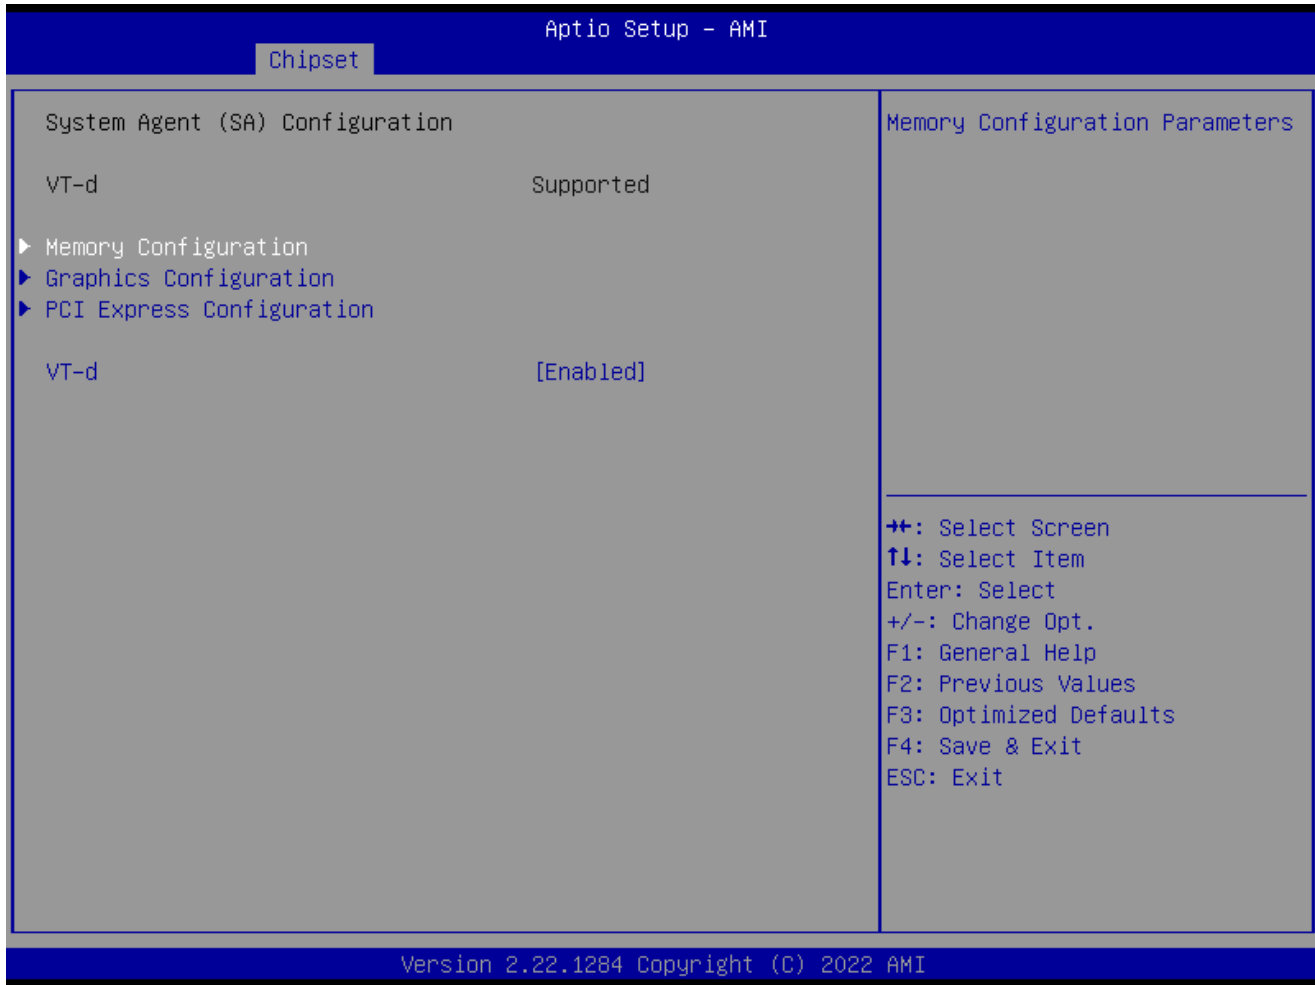 Aptio Setup – AMI
Chipset
System Agent (SA) Configuration
VT-d Supported
▶ Memory Configuration
▶ Graphics Configuration
▶ PCI Express Configuration
VT-d [Enabled]
Memory Configuration Parameters
→←: Select Screen
↑↓: Select Item
Enter: Select
+/-: Change Opt.
F1: General Help
F2: Previous Values
F3: Optimized Defaults
F4: Save & Exit
ESC: Exit
Version 2.22.1284 Copyright (C) 2022 AMI